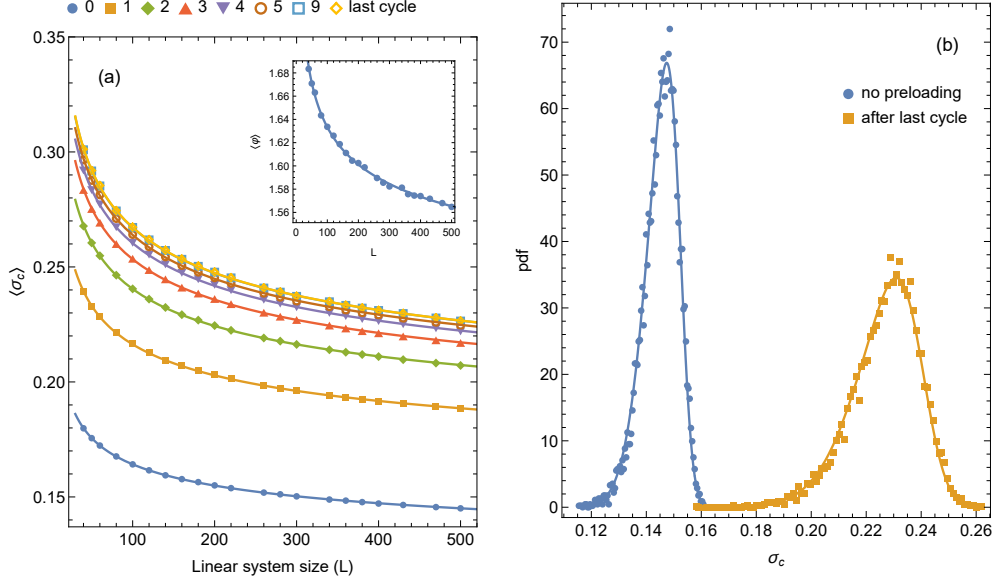 0 1 2 3 4 5 9 last cycle
(a)
0.35
0.30
0.25
0.20
0.15
⟨σc⟩
100 200 300 400 500
Linear system size (L)
1.68
1.66
1.64
1.62
1.60
1.58
1.56
⟨φ⟩
0 100 200 300 400 500
L
(b)
no preloading
after last cycle
70
60
50
40
30
20
10
0
pdf
0.12 0.14 0.16 0.18 0.20 0.22 0.24 0.26
σc